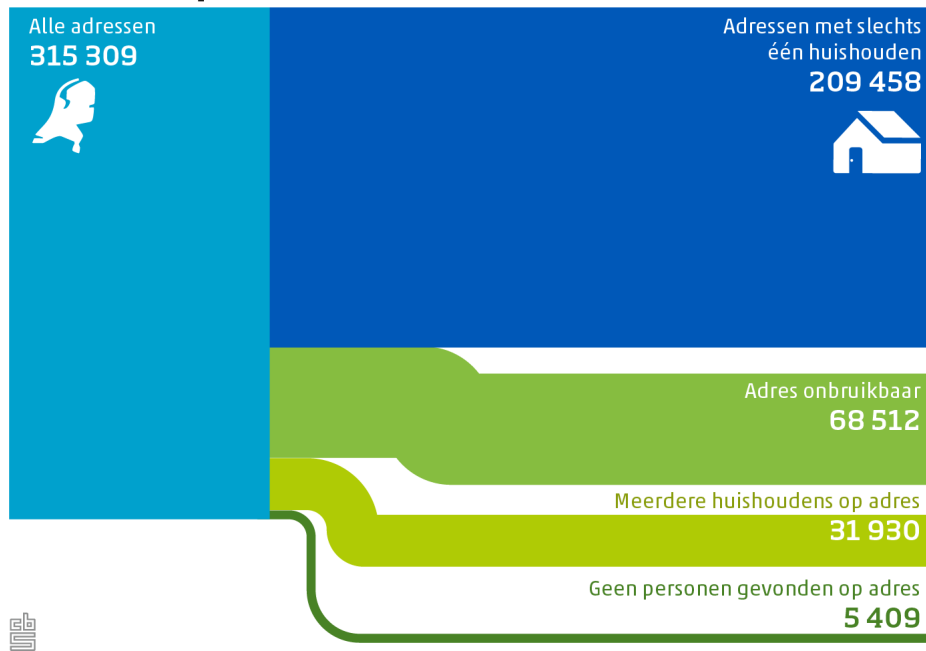 Alle adressen
315 309
Adressen met slechts
één huishouden
209 458
Adres onbruikbaar
68 512
Meerdere huishoudens op adres
31 930
Geen personen gevonden op adres
5 409
cbs